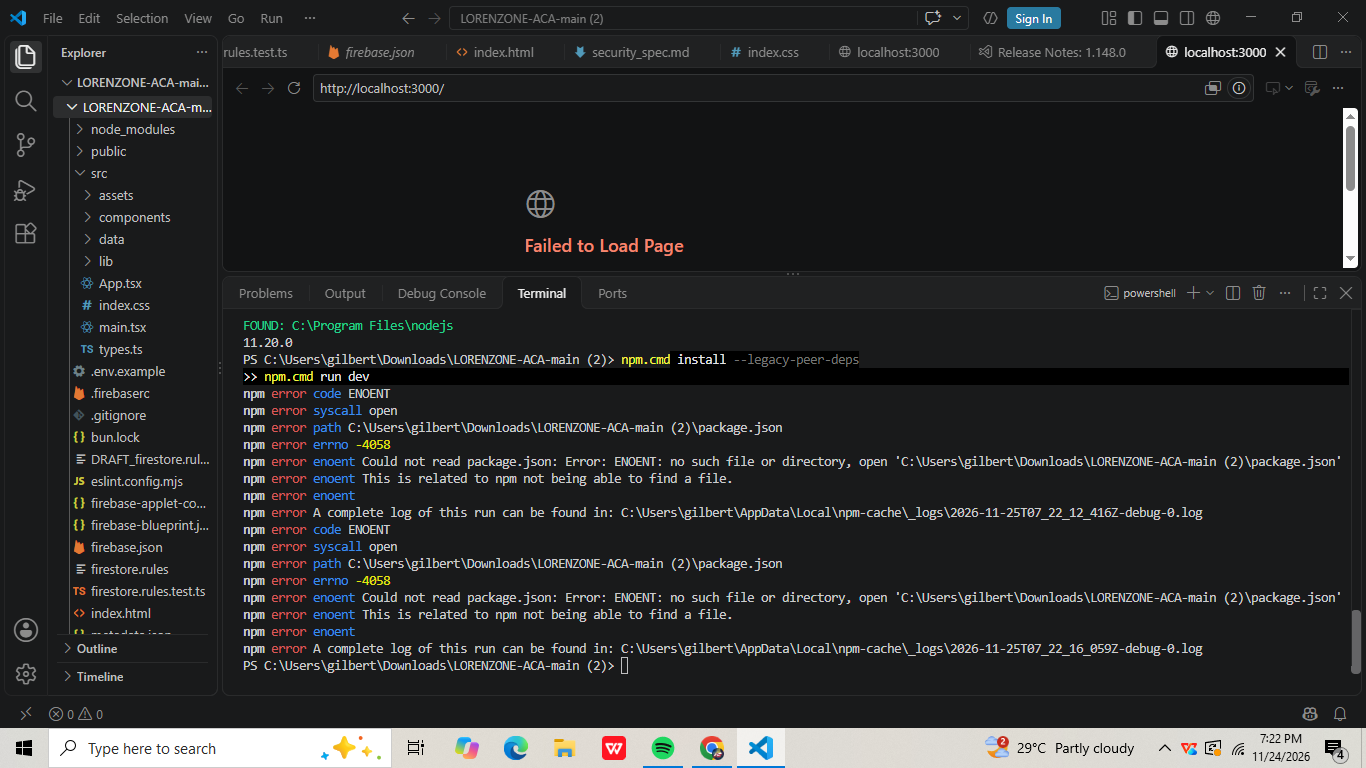 File Edit Selection View Go Run ··· LORENZONE-ACA-main (2) Sign In
Explorer ···
rules.test.ts firebase.json index.html security_spec.md # index.css localhost:3000 Release Notes: 1.148.0 localhost:3000 ···
http://localhost:3000/ ···
LORENZONE-ACA-mai...
LORENZONE-ACA-m...
node_modules
public
src
assets
components
data
lib
App.tsx
# index.css
main.tsx
TS types.ts
.env.example
.firebaserc
.gitignore
{ } bun.lock
DRAFT_firestore.rul...
JS eslint.config.mjs
{ } firebase-applet-co...
{ } firebase-blueprint.j...
firebase.json
firestore.rules
TS firestore.rules.test.ts
<> index.html
{ } metadata.json
Outline
Timeline
Failed to Load Page
Problems Output Debug Console Terminal Ports powershell ···
FOUND: C:\Program Files\nodejs
11.20.0
PS C:\Users\gilbert\Downloads\LORENZONE-ACA-main (2)> npm.cmd install --legacy-peer-deps
>> npm.cmd run dev
npm error code ENOENT
npm error syscall open
npm error path C:\Users\gilbert\Downloads\LORENZONE-ACA-main (2)\package.json
npm error errno -4058
npm error enoent Could not read package.json: Error: ENOENT: no such file or directory, open 'C:\Users\gilbert\Downloads\LORENZONE-ACA-main (2)\package.json'
npm error enoent This is related to npm not being able to find a file.
npm error enoent
npm error A complete log of this run can be found in: C:\Users\gilbert\AppData\Local\npm-cache\_logs\2026-11-25T07_22_12_416Z-debug-0.log
npm error code ENOENT
npm error syscall open
npm error path C:\Users\gilbert\Downloads\LORENZONE-ACA-main (2)\package.json
npm error errno -4058
npm error enoent Could not read package.json: Error: ENOENT: no such file or directory, open 'C:\Users\gilbert\Downloads\LORENZONE-ACA-main (2)\package.json'
npm error enoent This is related to npm not being able to find a file.
npm error enoent
npm error A complete log of this run can be found in: C:\Users\gilbert\AppData\Local\npm-cache\_logs\2026-11-25T07_22_16_059Z-debug-0.log
PS C:\Users\gilbert\Downloads\LORENZONE-ACA-main (2)>
0 0
Type here to search 2 29°C Partly cloudy 7:22 PM 4
11/24/2026